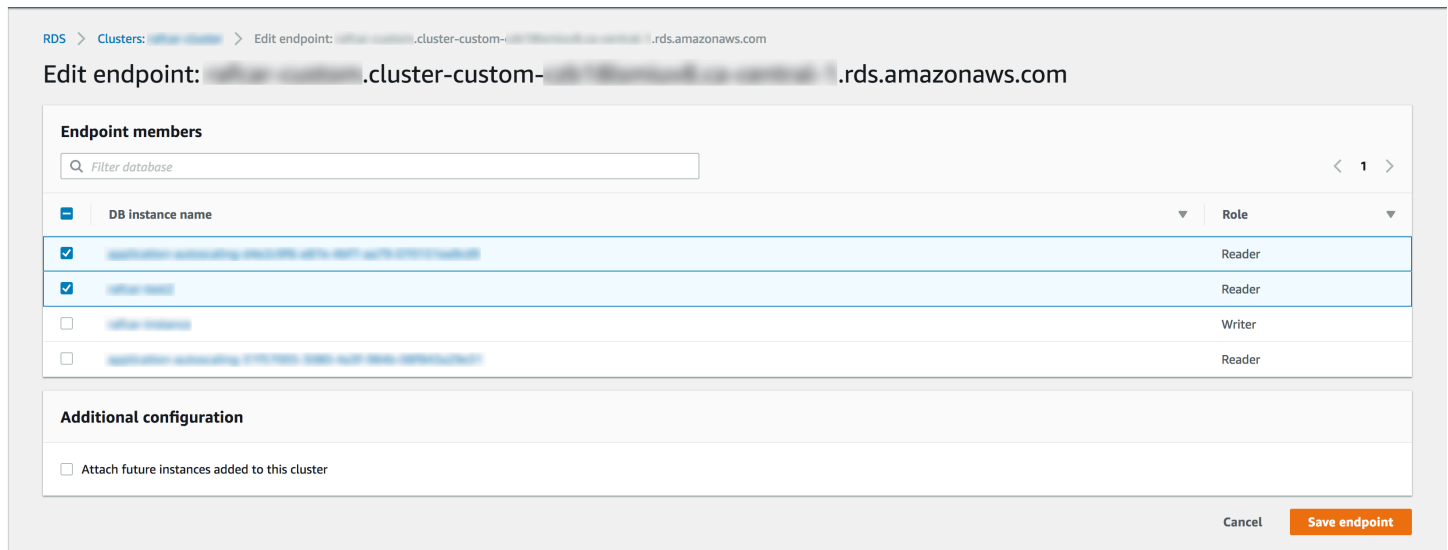 RDS > Clusters: > Edit endpoint: .cluster-custom- .rds.amazonaws.com
Edit endpoint: .cluster-custom- .rds.amazonaws.com
Endpoint members
Filter database
< 1 >
DB instance name Role
Reader
Reader
Writer
Reader
Additional configuration
Attach future instances added to this cluster
Cancel Save endpoint